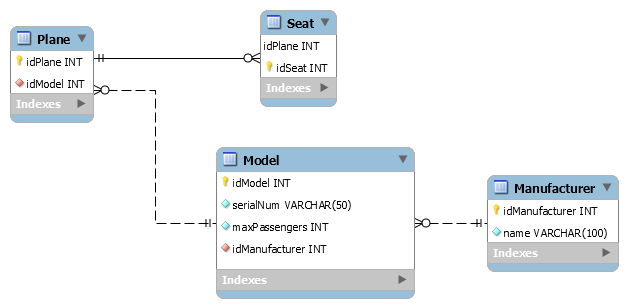 Plane
idPlane INT
idModel INT
Indexes
Seat
idPlane INT
idSeat INT
Indexes
Model
idModel INT
serialNum VARCHAR(50)
maxPassengers INT
idManufacturer INT
Indexes
Manufacturer
idManufacturer INT
name VARCHAR(100)
Indexes